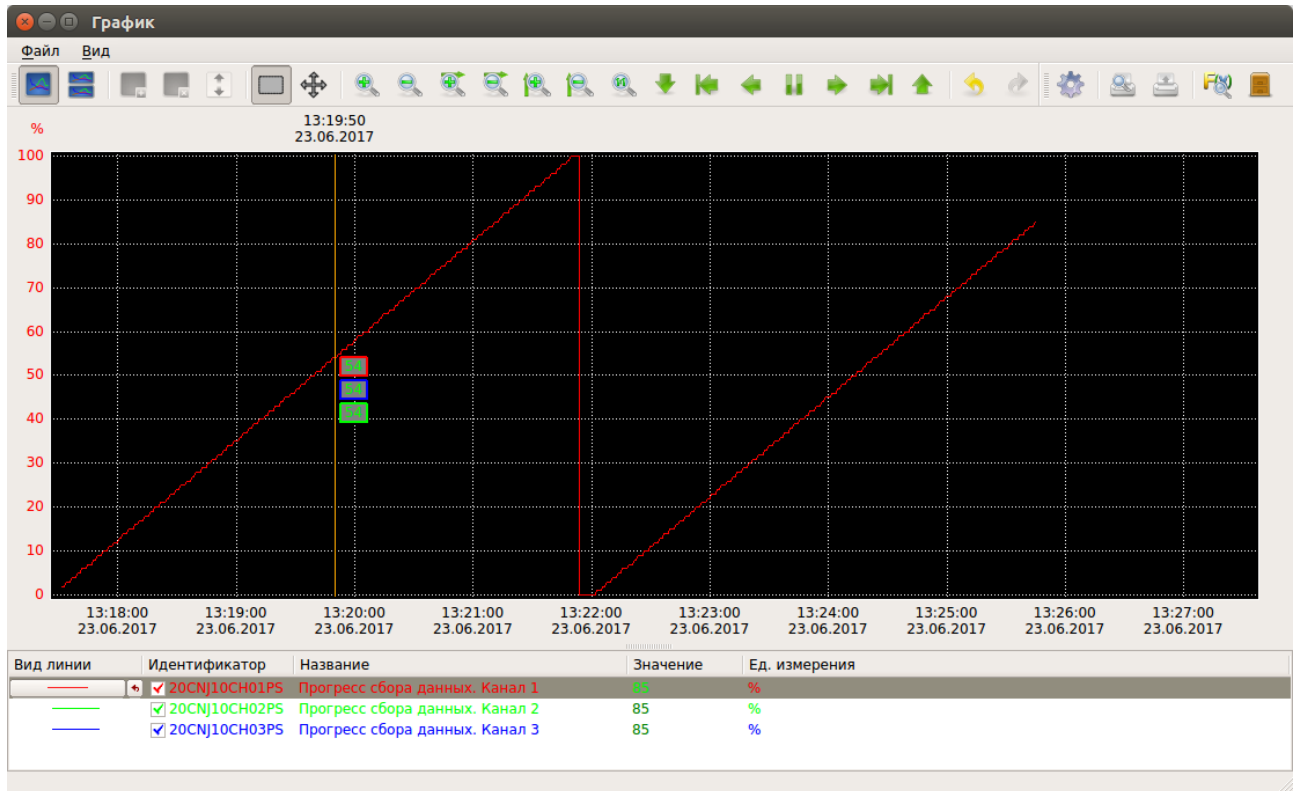 График
Файл Вид
F(x)
13:19:50
23.06.2017
%
100
90
80
70
60
50
40
30
20
10
0
54
54
54
13:18:00 13:19:00 13:20:00 13:21:00 13:22:00 13:23:00 13:24:00 13:25:00 13:26:00 13:27:00
23.06.2017 23.06.2017 23.06.2017 23.06.2017 23.06.2017 23.06.2017 23.06.2017 23.06.2017 23.06.2017 23.06.2017
Вид линии Идентификатор Название Значение Ед. измерения
20CNJ10CH01PS Прогресс сбора данных. Канал 1 85 %
20CNJ10CH02PS Прогресс сбора данных. Канал 2 85 %
20CNJ10CH03PS Прогресс сбора данных. Канал 3 85 %